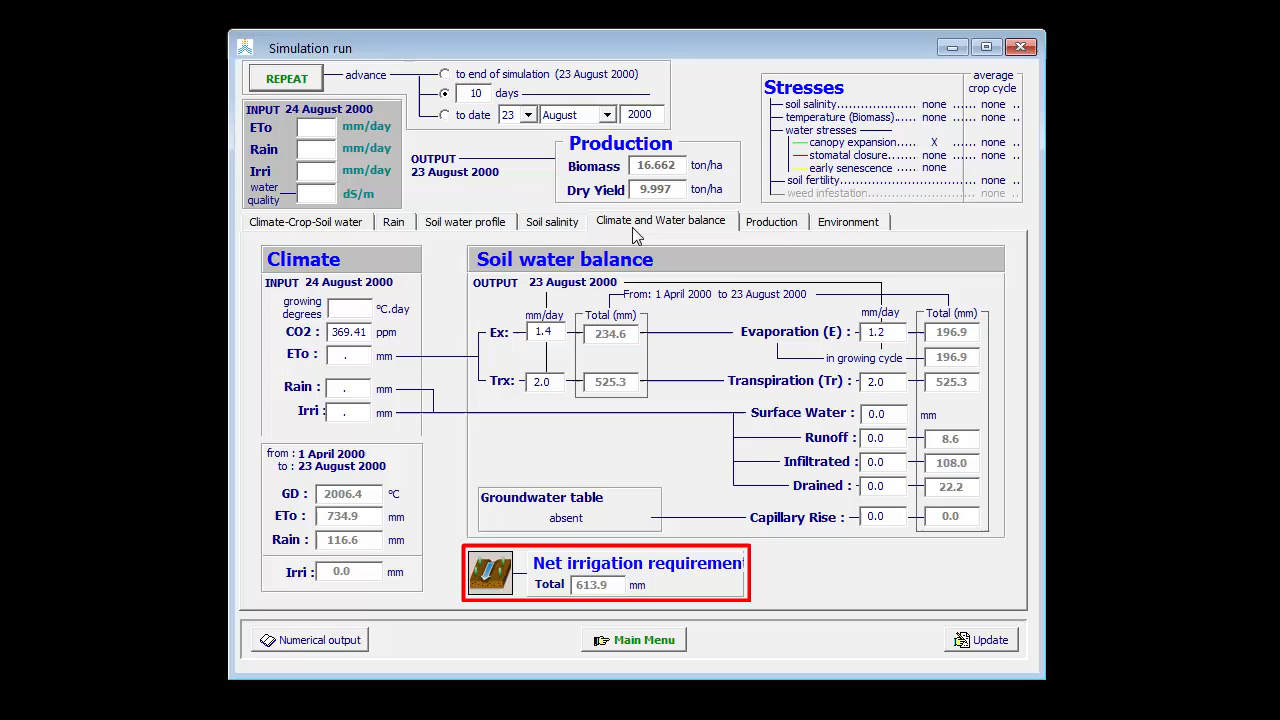 Simulation run
REPEAT
advance
to end of simulation (23 August 2000)
10 days
to date 23 August 2000
INPUT 24 August 2000
ETo mm/day
Rain mm/day
Irri mm/day
water quality dS/m
OUTPUT
23 August 2000
Production
Biomass 16.662 ton/ha
Dry Yield 9.997 ton/ha
Stresses
average crop cycle
soil salinity none none
temperature (Biomass) none none
water stresses
canopy expansion X none
stomatal closure none none
early senescence none none
soil fertility none none
weed infestation none
Climate-Crop-Soil water Rain Soil water profile Soil salinity Climate and Water balance Production Environment
Climate
INPUT 24 August 2000
growing degrees °C.day
CO2 : 369.41 ppm
ETo : . mm
Rain : . mm
Irri : . mm
from : 1 April 2000
to : 23 August 2000
GD : 2006.4 °C
ETo : 734.9 mm
Rain : 116.6 mm
Irri : 0.0 mm
Soil water balance
OUTPUT 23 August 2000
From: 1 April 2000 to 23 August 2000
mm/day Total (mm) mm/day Total (mm)
Ex: 1.4 234.6 Evaporation (E) : 1.2 196.9
in growing cycle 196.9
Trx: 2.0 525.3 Transpiration (Tr) : 2.0 525.3
Surface Water : 0.0 mm
Runoff : 0.0 8.6
Infiltrated : 0.0 108.0
Drained : 0.0 22.2
Groundwater table
absent
Capillary Rise : 0.0 0.0
Net irrigation requiremen
Total 613.9 mm
Numerical output
Main Menu
Update